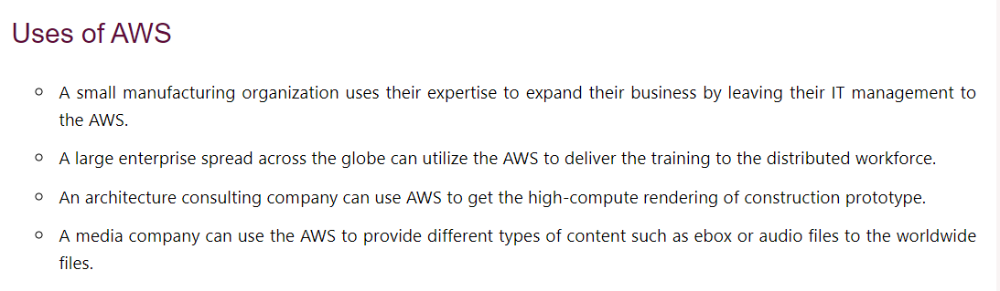 Uses of AWS
A small manufacturing organization uses their expertise to expand their business by leaving their IT management to
the AWS.
A large enterprise spread across the globe can utilize the AWS to deliver the training to the distributed workforce.
An architecture consulting company can use AWS to get the high-compute rendering of construction prototype.
A media company can use the AWS to provide different types of content such as ebox or audio files to the worldwide
files.